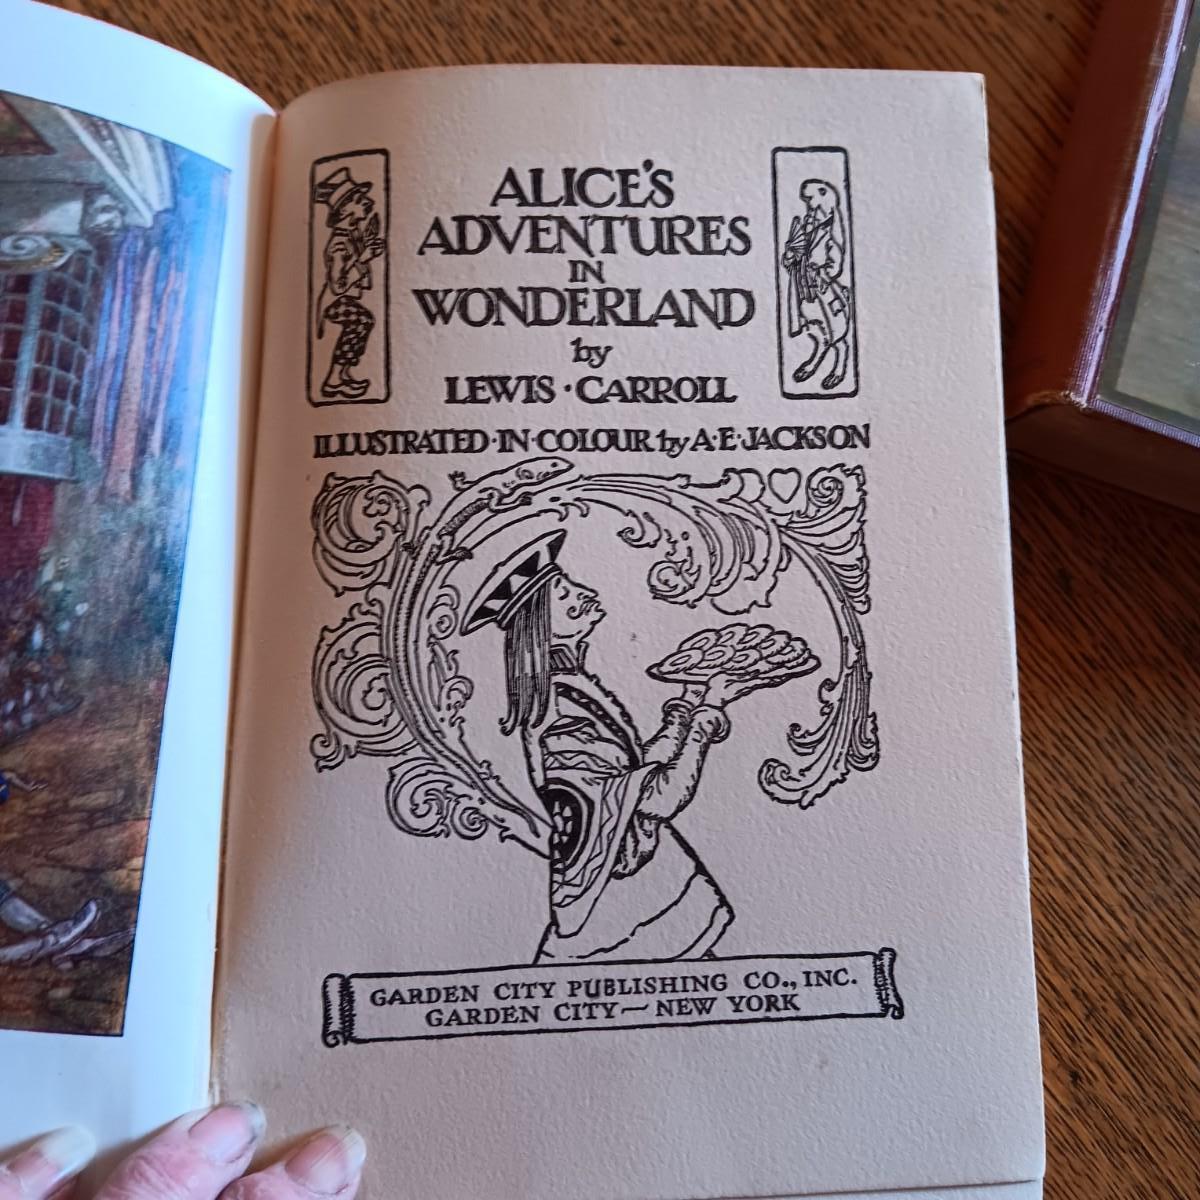 ALICE'S
ADVENTURES
IN
WONDERLAND
by
LEWIS · CARROLL
ILLUSTRATED · IN · COLOUR by A · E · JACKSON
GARDEN CITY PUBLISHING CO., INC.
GARDEN CITY — NEW YORK